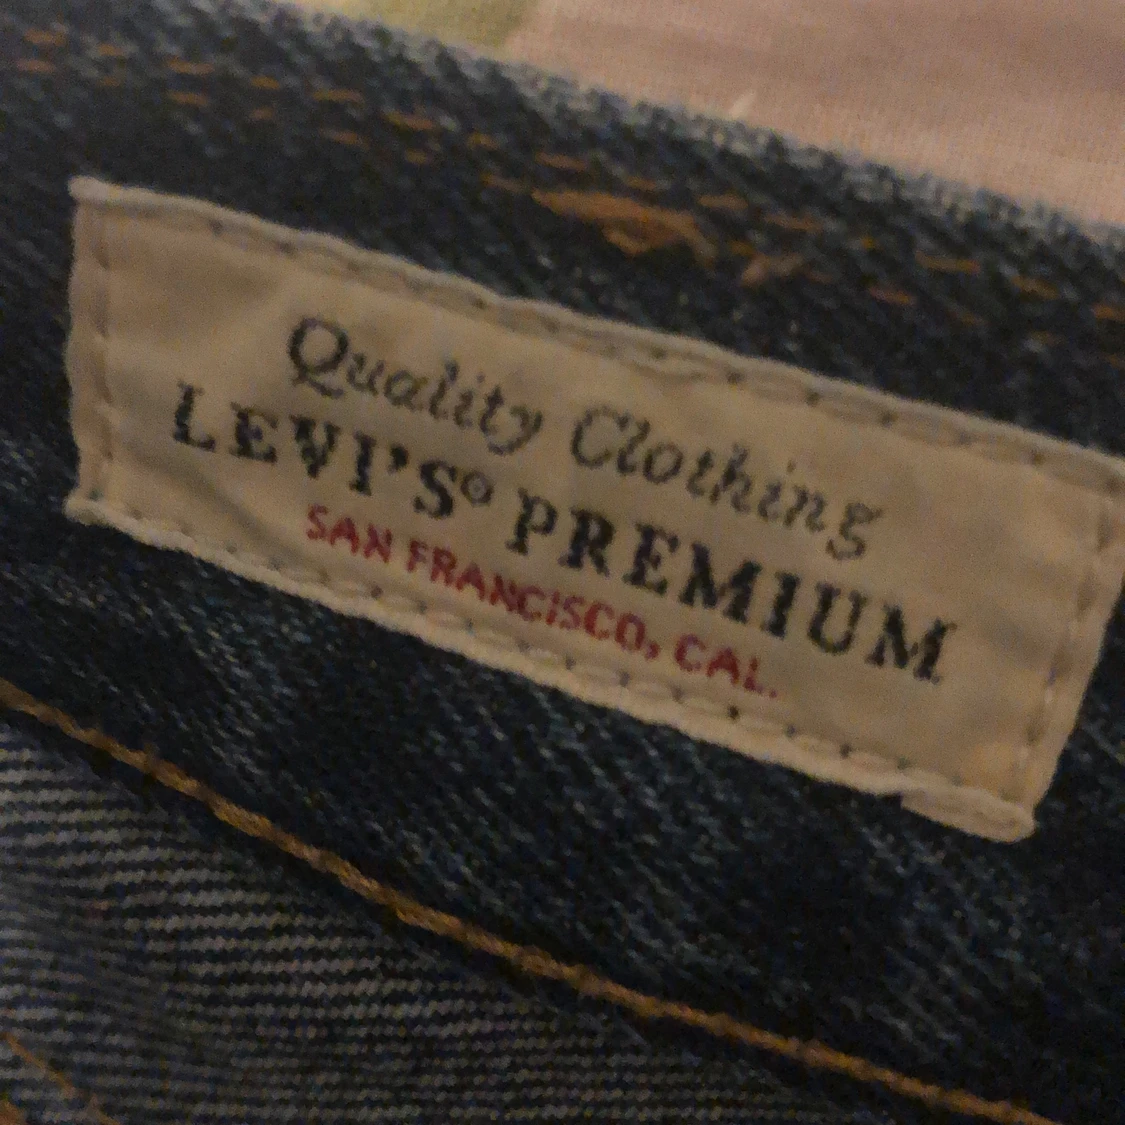 Quality Clothing
LEVI'S® PREMIUM
SAN FRANCISCO, CAL.